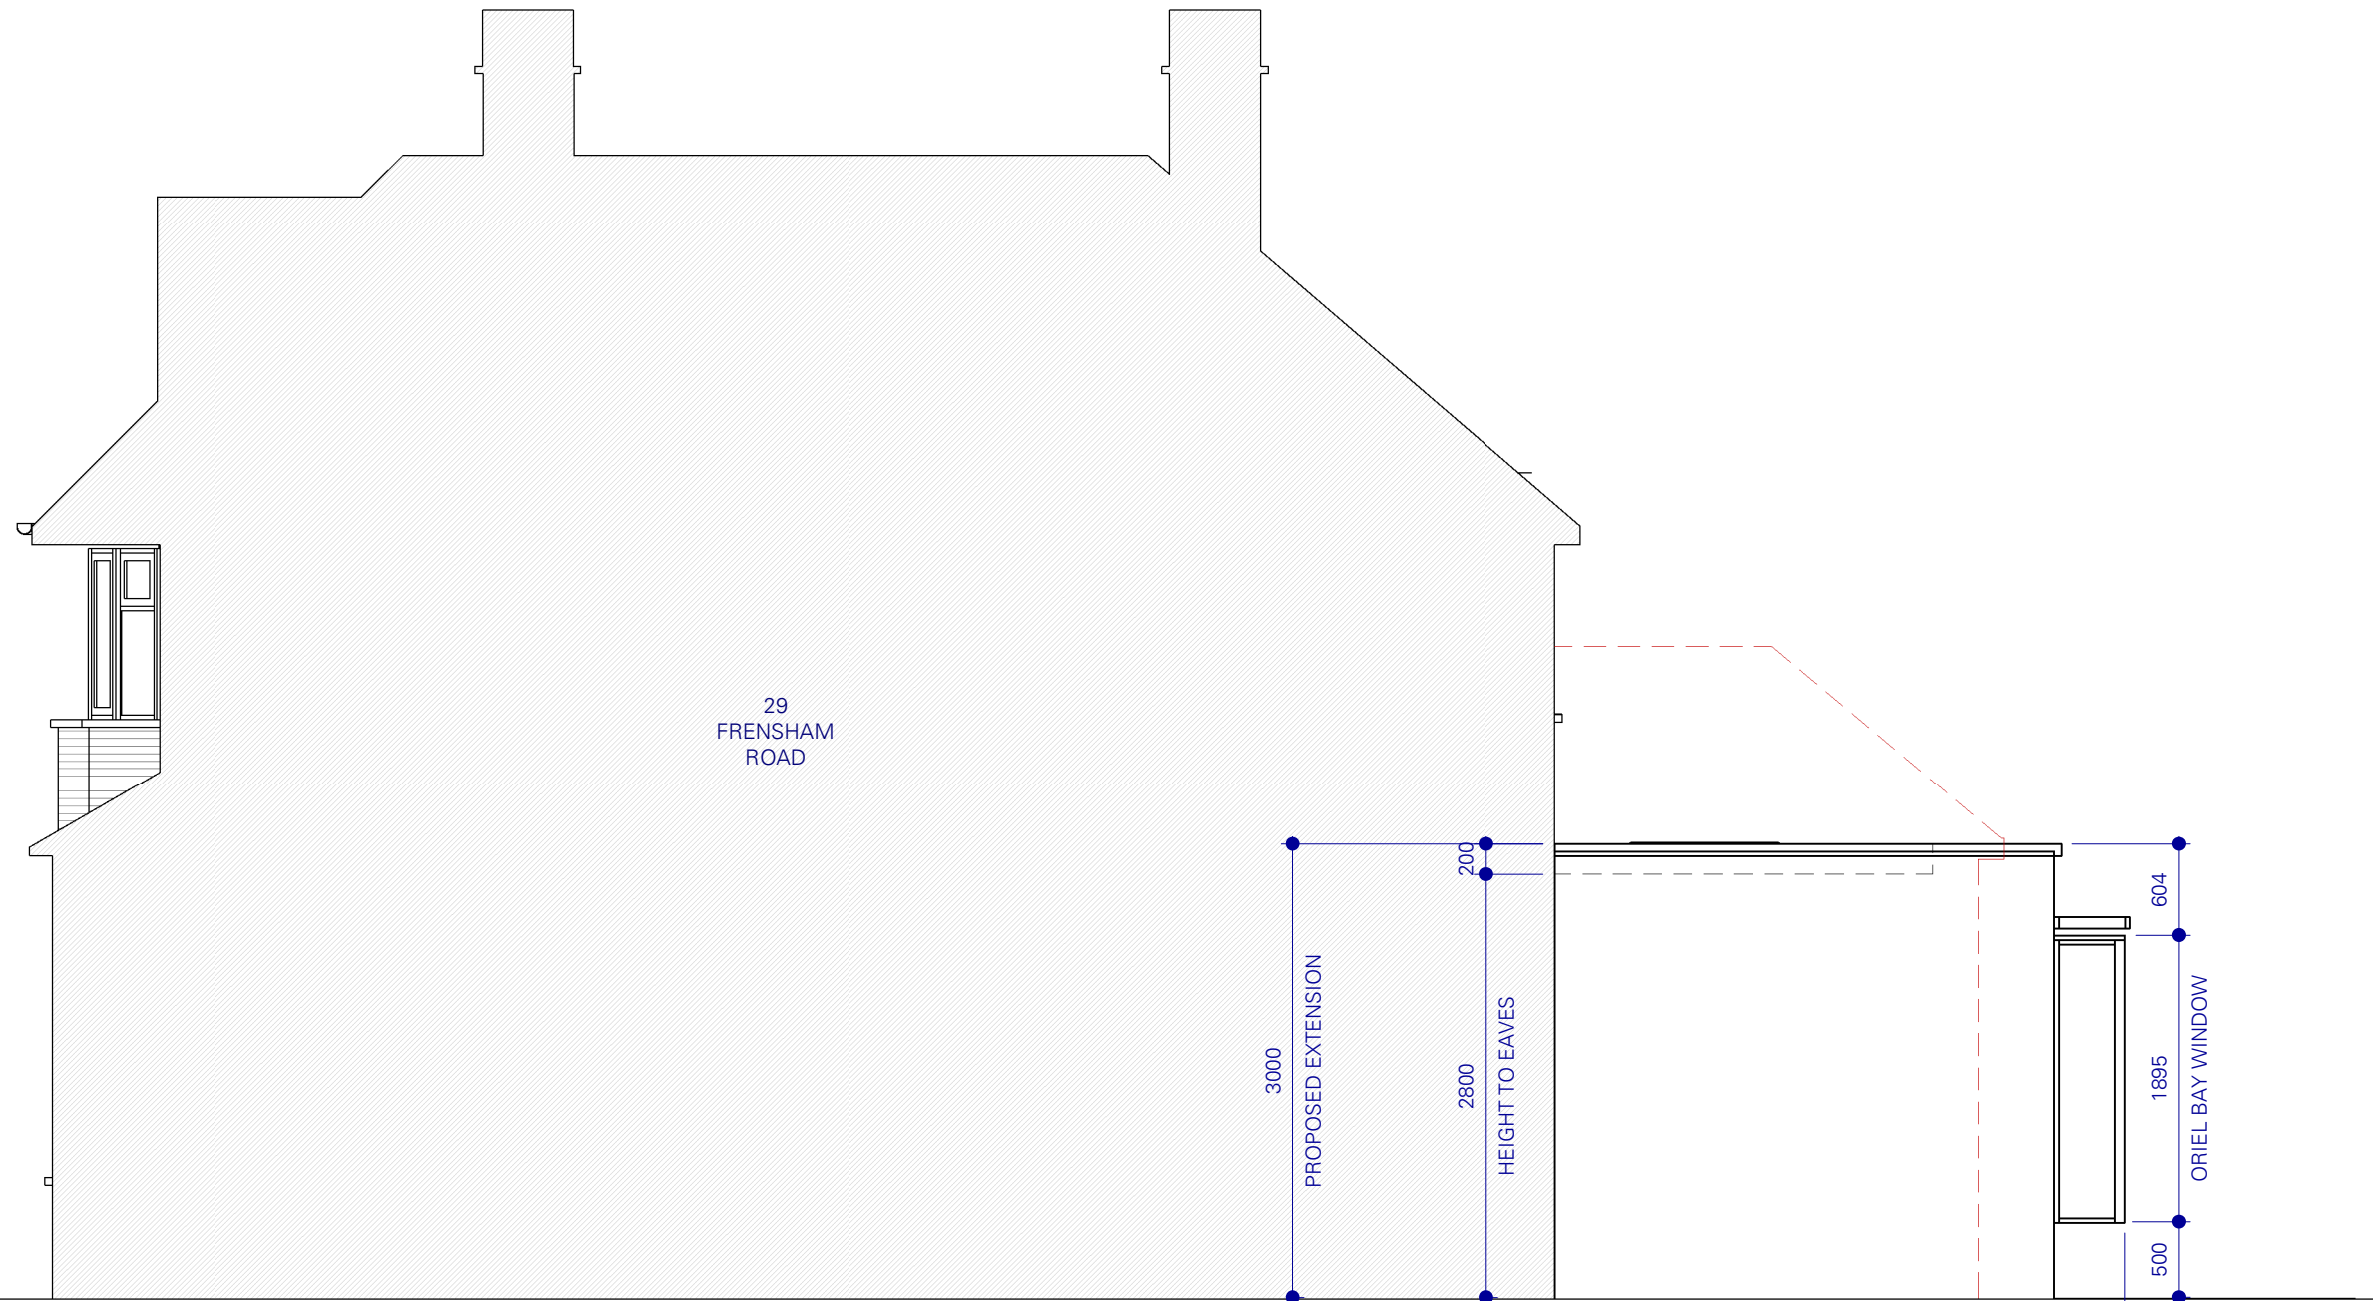 29
FRENSHAM
ROAD
3000
PROPOSED EXTENSION
200
2800
HEIGHT TO EAVES
604
1895
ORIEL BAY WINDOW
500